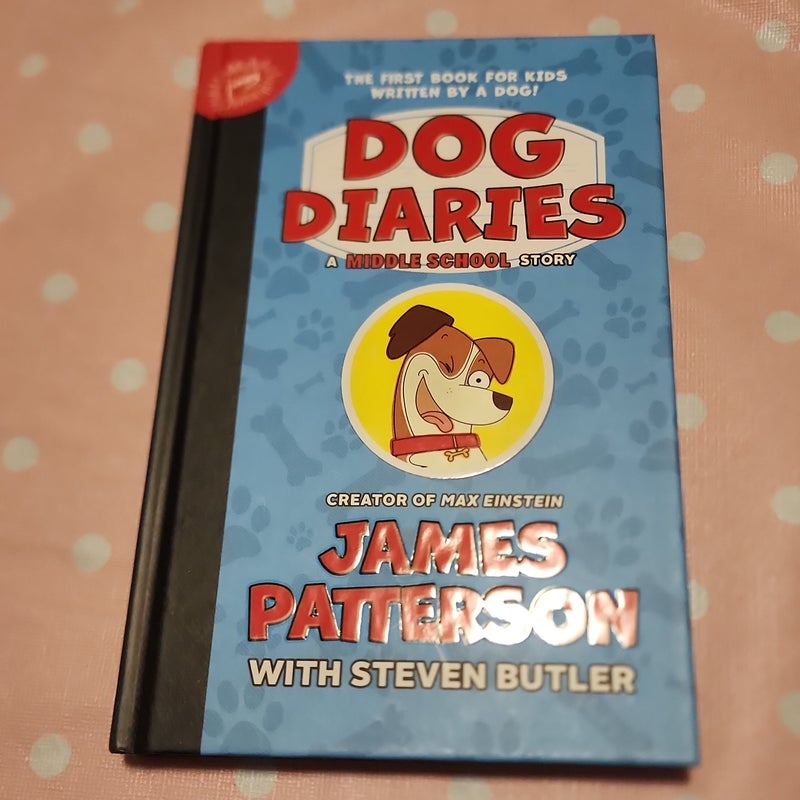 THE FIRST BOOK FOR KIDS
WRITTEN BY A DOG!
DOG
DIARIES
A MIDDLE SCHOOL STORY
CREATOR OF MAX EINSTEIN
JAMES
PATTERSON
WITH STEVEN BUTLER